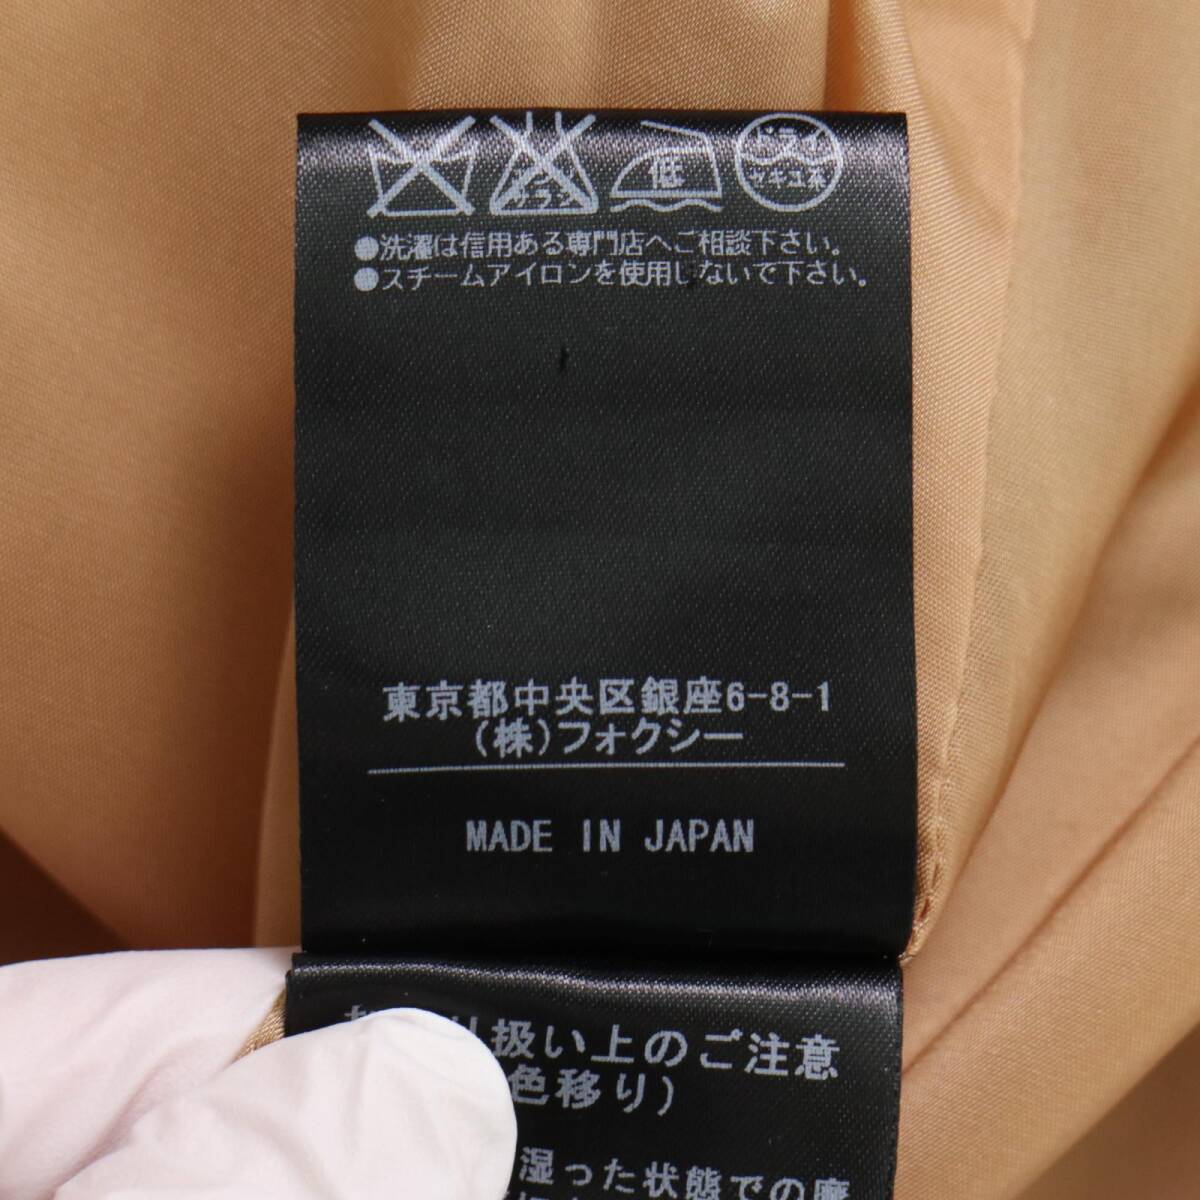 低 ドライ
セキユ系
●洗濯は信用ある専門店へご相談下さい。
●スチームアイロンを使用しないで下さい。
東京都中央区銀座6-8-1
(株)フォクシー
MADE IN JAPAN
扱い上のご注意
色移り)
湿った状態での摩